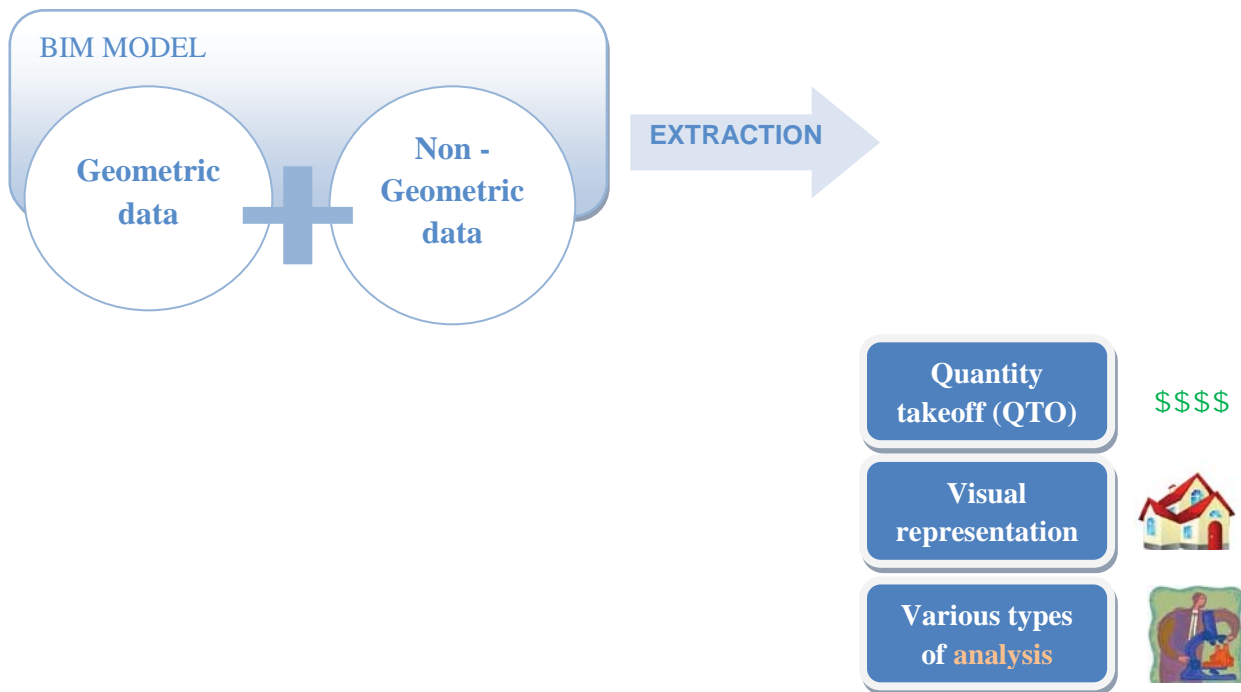 BIM MODEL
Geometric
data
Non -
Geometric
data
EXTRACTION
Quantity
takeoff (QTO)
$$$$
Visual
representation
Various types
of analysis